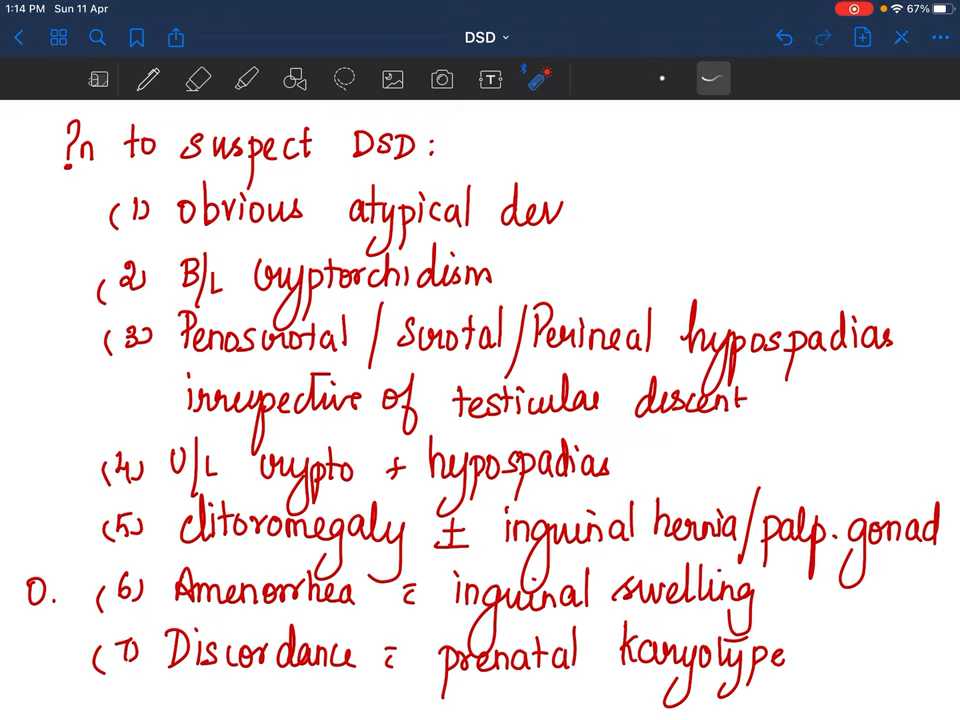 1:14 PM Sun 11 Apr 67%
DSD
T
?n to suspect DSD:
(1) Obvious atypical dev
(2) B/L cryptorchidism
(3) Penoscrotal / Scrotal / Perineal hypospadias
irrespective of testicular descent
(4) U/L crypto + hypospadias
(5) clitoromegaly ± inguinal hernia/palp. gonad
O. (6) Amenorrhea c̄ inguinal swelling
(7) Discordance c̄ prenatal karyotype